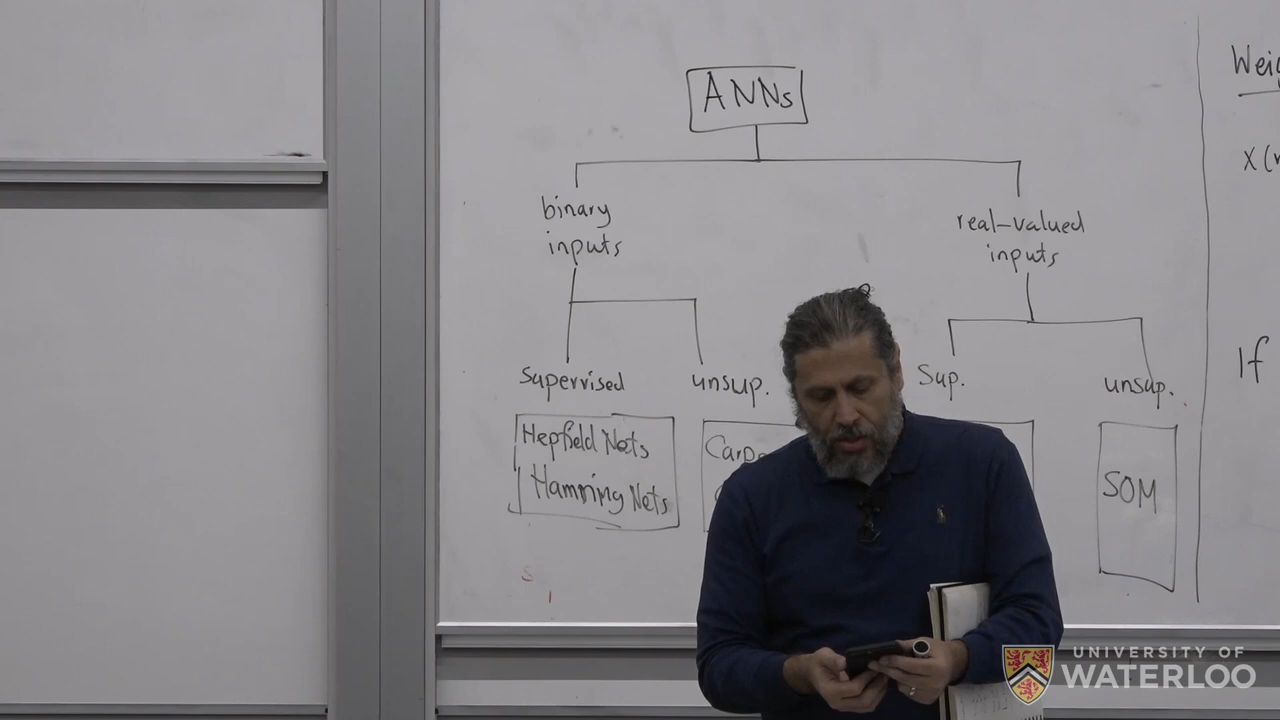 ANNs
binary
inputs
real-valued
inputs
Supervised
unsup.
Sup.
unsup.
Hepfield Nets
Hamming Nets
SOM
If
UNIVERSITY OF
WATERLOO